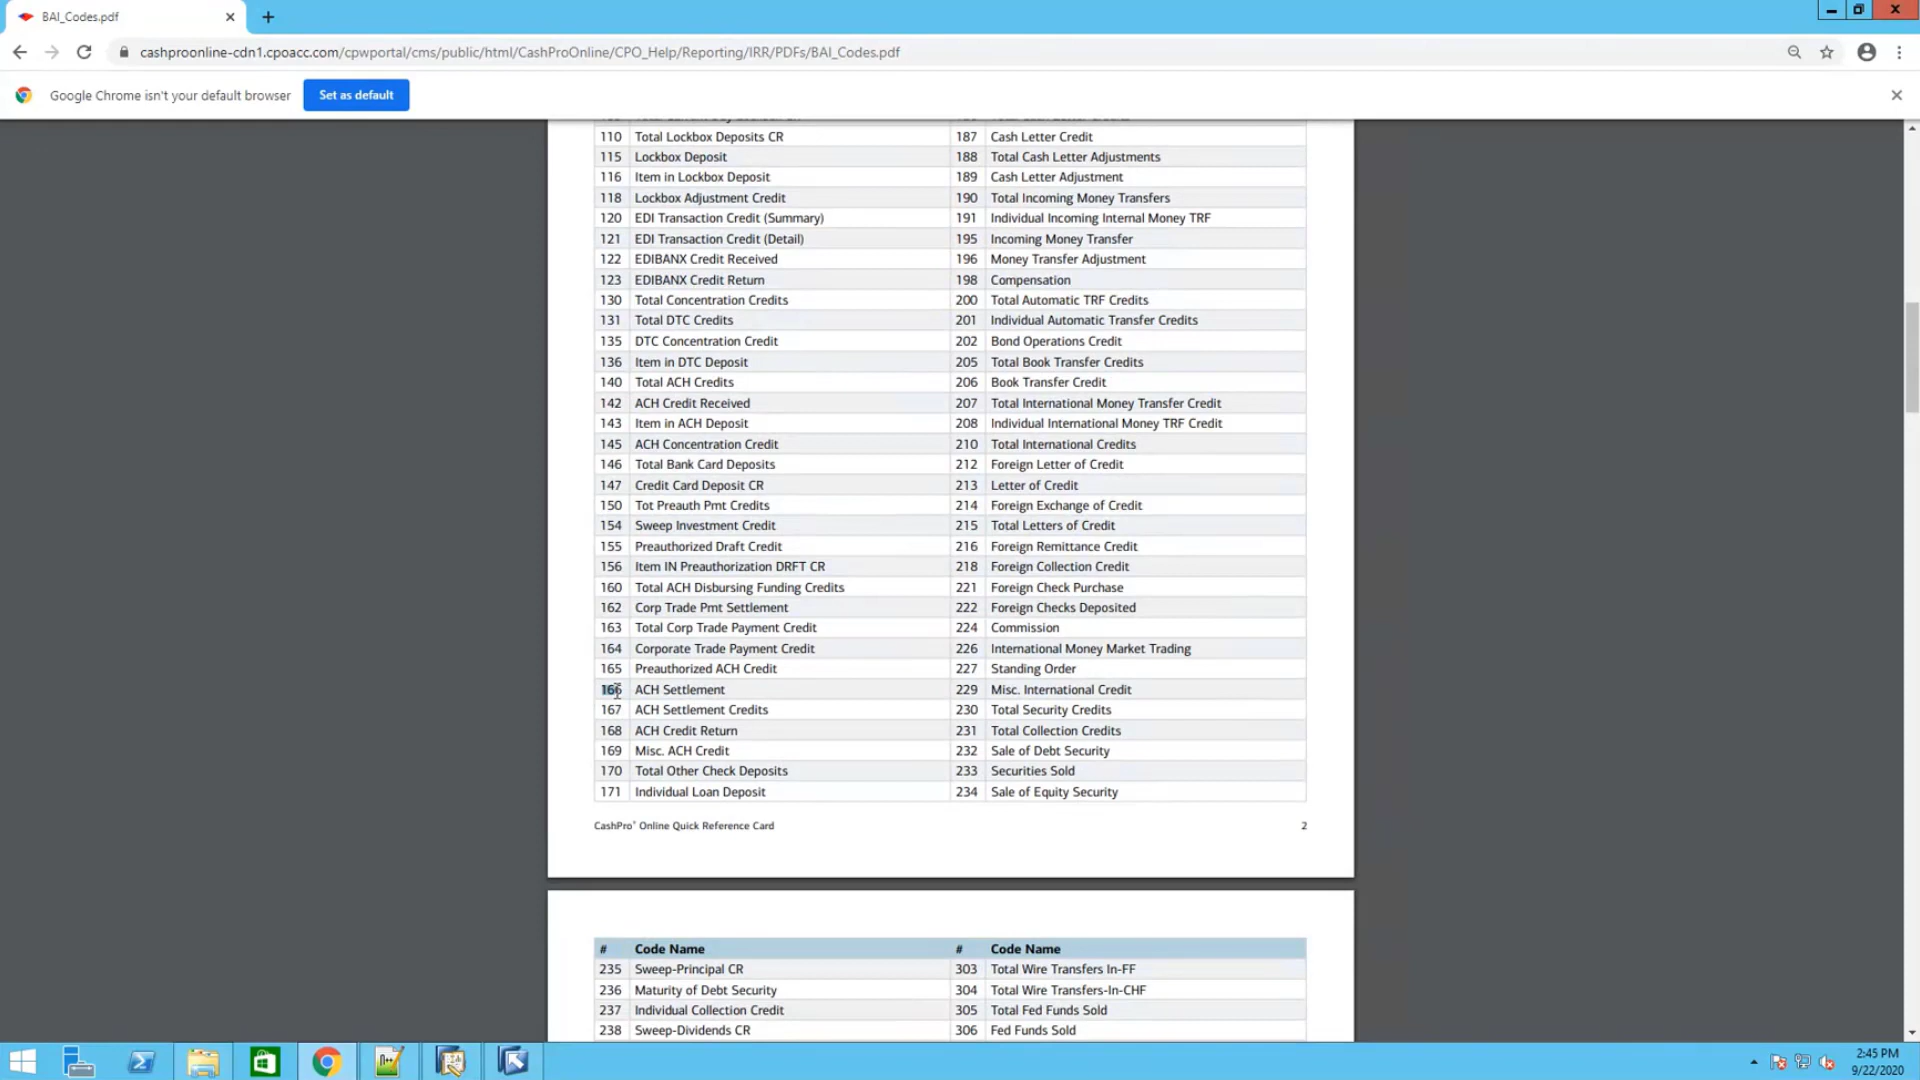 BAI_Codes.pdf
cashproonline-cdn1.cpoacc.com/cpwportal/cms/public/html/CashProOnline/CPO_Help/Reporting/IRR/PDFs/BAI_Codes.pdf
Google Chrome isn't your default browser Set as default
110 Total Lockbox Deposits CR 187 Cash Letter Credit
115 Lockbox Deposit 188 Total Cash Letter Adjustments
116 Item in Lockbox Deposit 189 Cash Letter Adjustment
118 Lockbox Adjustment Credit 190 Total Incoming Money Transfers
120 EDI Transaction Credit (Summary) 191 Individual Incoming Internal Money TRF
121 EDI Transaction Credit (Detail) 195 Incoming Money Transfer
122 EDIBANX Credit Received 196 Money Transfer Adjustment
123 EDIBANX Credit Return 198 Compensation
130 Total Concentration Credits 200 Total Automatic TRF Credits
131 Total DTC Credits 201 Individual Automatic Transfer Credits
135 DTC Concentration Credit 202 Bond Operations Credit
136 Item in DTC Deposit 205 Total Book Transfer Credits
140 Total ACH Credits 206 Book Transfer Credit
142 ACH Credit Received 207 Total International Money Transfer Credit
143 Item in ACH Deposit 208 Individual International Money TRF Credit
145 ACH Concentration Credit 210 Total International Credits
146 Total Bank Card Deposits 212 Foreign Letter of Credit
147 Credit Card Deposit CR 213 Letter of Credit
150 Tot Preauth Pmt Credits 214 Foreign Exchange of Credit
154 Sweep Investment Credit 215 Total Letters of Credit
155 Preauthorized Draft Credit 216 Foreign Remittance Credit
156 Item IN Preauthorization DRFT CR 218 Foreign Collection Credit
160 Total ACH Disbursing Funding Credits 221 Foreign Check Purchase
162 Corp Trade Pmt Settlement 222 Foreign Checks Deposited
163 Total Corp Trade Payment Credit 224 Commission
164 Corporate Trade Payment Credit 226 International Money Market Trading
165 Preauthorized ACH Credit 227 Standing Order
166 ACH Settlement 229 Misc. International Credit
167 ACH Settlement Credits 230 Total Security Credits
168 ACH Credit Return 231 Total Collection Credits
169 Misc. ACH Credit 232 Sale of Debt Security
170 Total Other Check Deposits 233 Securities Sold
171 Individual Loan Deposit 234 Sale of Equity Security
CashPro® Online Quick Reference Card 2
# Code Name # Code Name
235 Sweep-Principal CR 303 Total Wire Transfers In-FF
236 Maturity of Debt Security 304 Total Wire Transfers-In-CHF
237 Individual Collection Credit 305 Total Fed Funds Sold
238 Sweep-Dividends CR 306 Fed Funds Sold
2:45 PM
9/22/2020